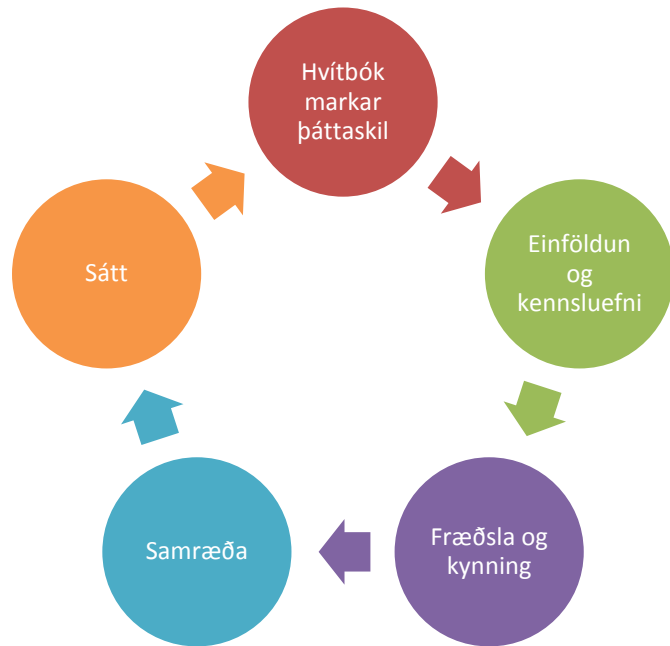 Hvítbók
markar
þáttaskil
Einföldun
og
kennsluefni
Fræðsla og
kynning
Samræða
Sátt